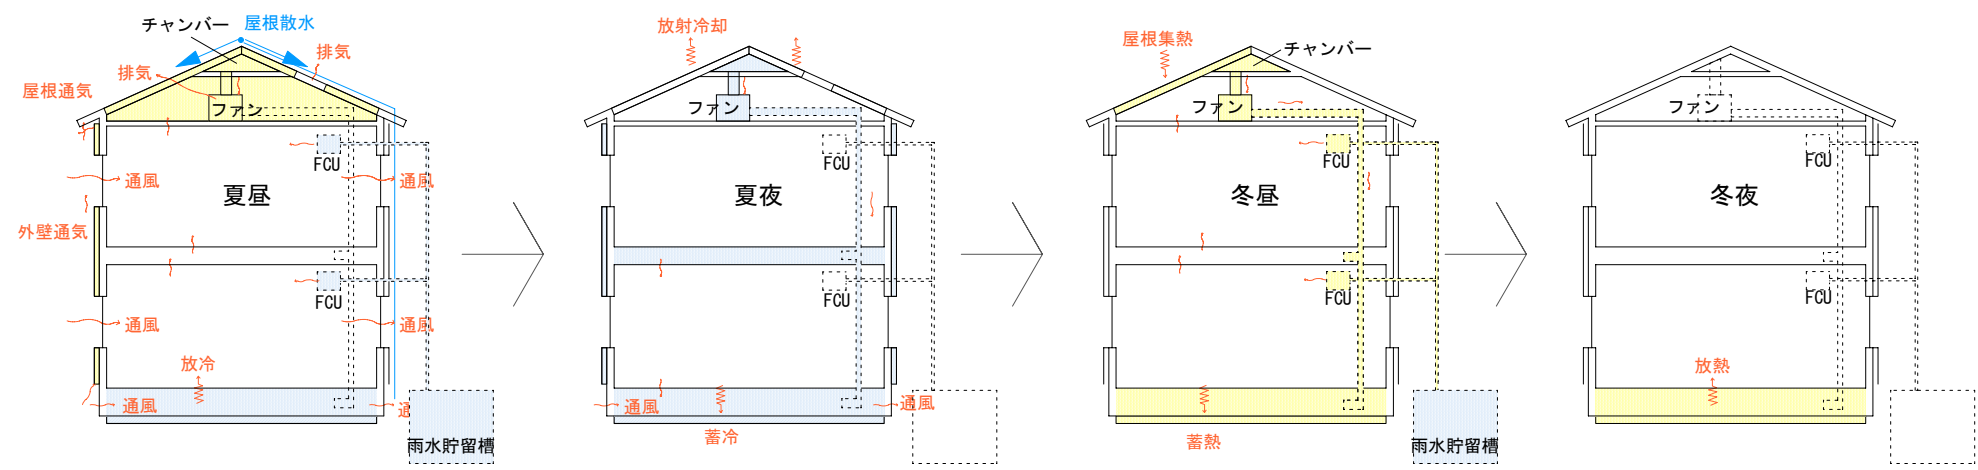 チャンバー
屋根散水
排気
排気
屋根通気
ファン
FCU
通風
通風
夏昼
外壁通気
FCU
通風
通風
放冷
通風
雨水貯留槽
放射冷却
ファン
FCU
夏夜
FCU
通風
通風
蓄冷
屋根集熱
チャンバー
ファン
FCU
冬昼
FCU
雨水貯留槽
蓄熱
ファン
FCU
冬夜
FCU
放熱